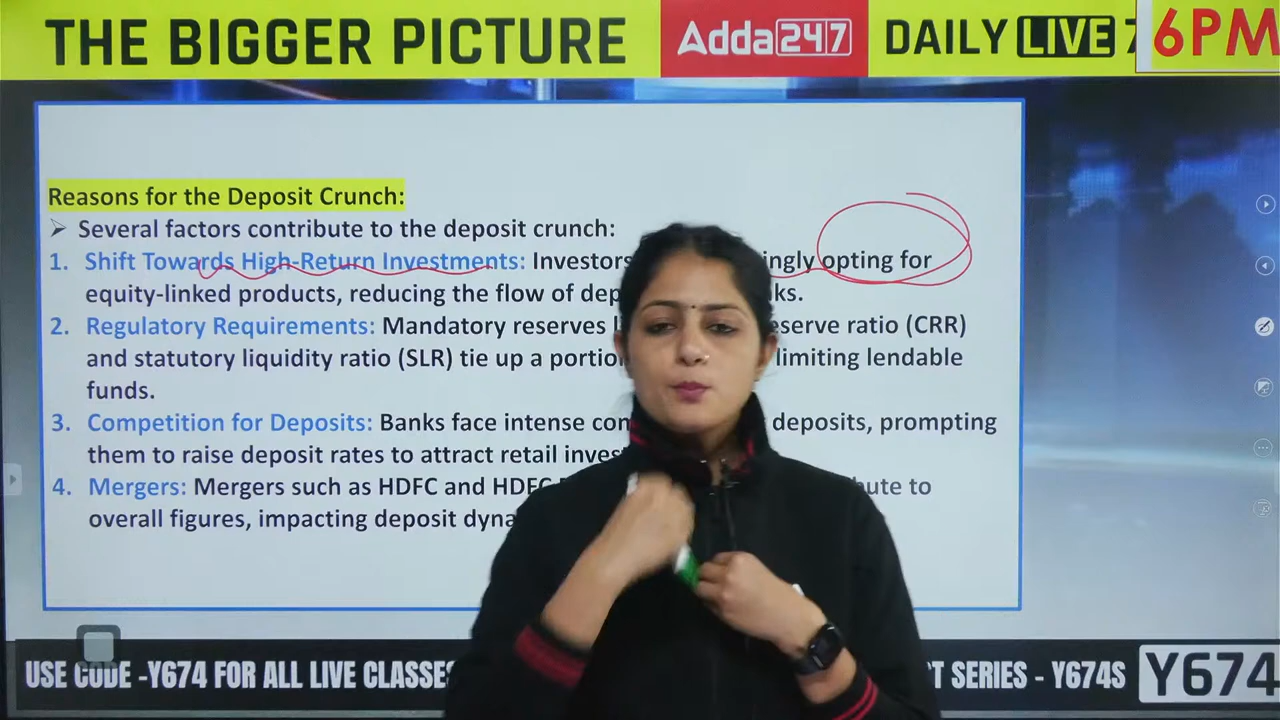 THE BIGGER PICTURE
Adda247
DAILY LIVE 7
6PM
Reasons for the Deposit Crunch:
➢ Several factors contribute to the deposit crunch:
1. Shift Towards High-Return Investments: Investors ingly opting for
equity-linked products, reducing the flow of dep ks.
2. Regulatory Requirements: Mandatory reserves l eserve ratio (CRR)
and statutory liquidity ratio (SLR) tie up a portio limiting lendable
funds.
3. Competition for Deposits: Banks face intense com deposits, prompting
them to raise deposit rates to attract retail inves
4. Mergers: Mergers such as HDFC and HDFC bute to
overall figures, impacting deposit dyna
USE CODE -Y674 FOR ALL LIVE CLASSES T SERIES - Y674S
Y674